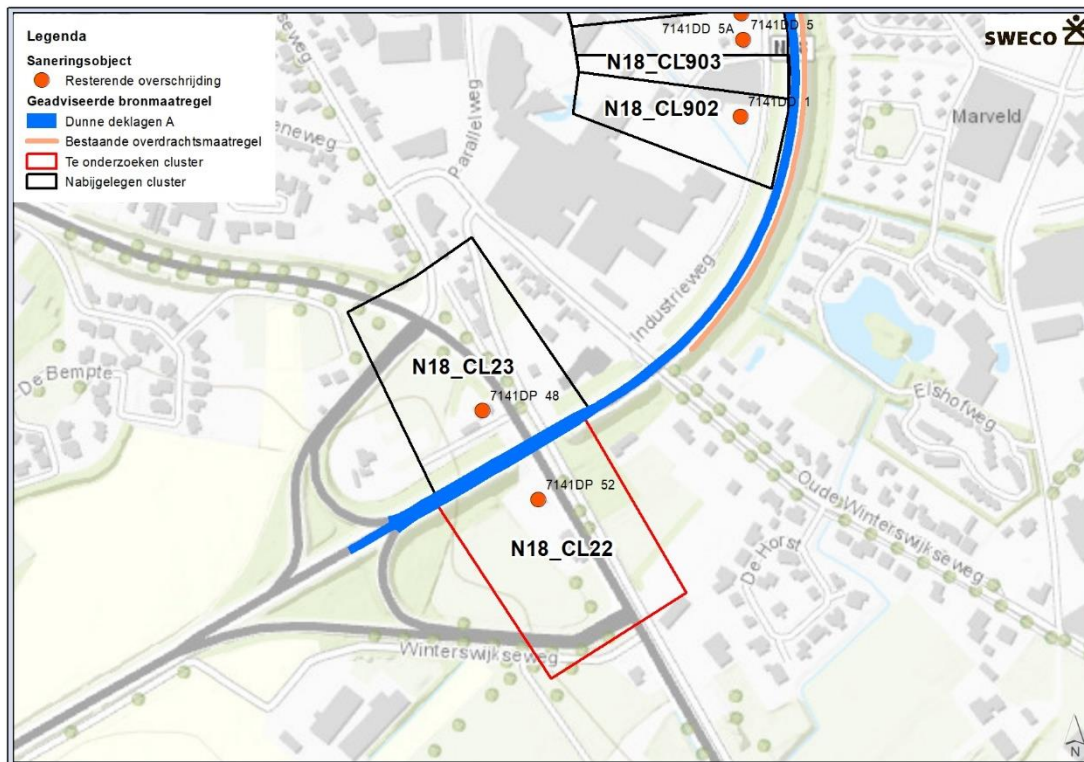 Legenda
Saneringsobject
Resterende overschrijding
Geadviseerde bronmaatregel
Dunne deklagen A
Bestaande overdrachtsmaatregel
Te onderzoeken cluster
Nabijgelegen cluster
SWECO
7141DD 5A
7141DD 5
N18_CL903
N18_CL902
7141DD 1
Marveld
Parallelweg
Industrieweg
De Bempte
N18_CL23
7141DP 48
Elshofweg
7141DP 52
N18_CL22
Oude Winterswijkseweg
De Horst
Winterswijkseweg
N